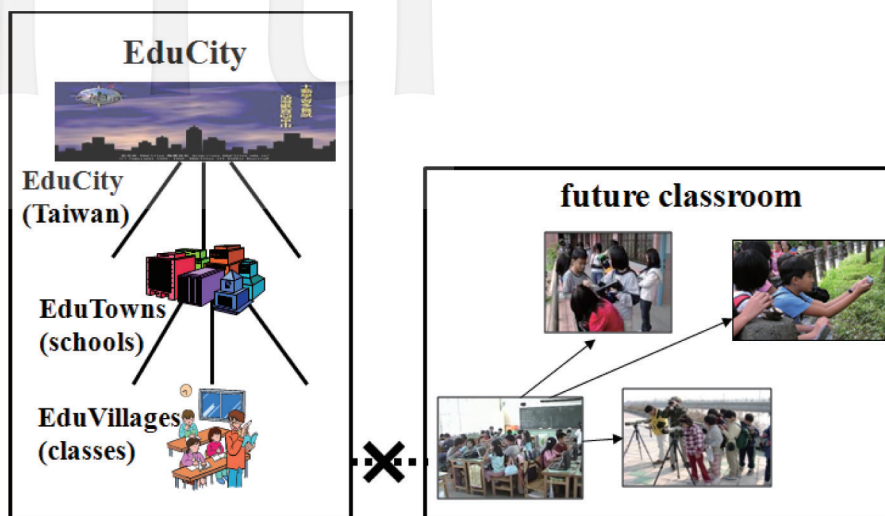 EduCity
EduCity
(Taiwan)
EduTowns
(schools)
EduVillages
(classes)
future classroom